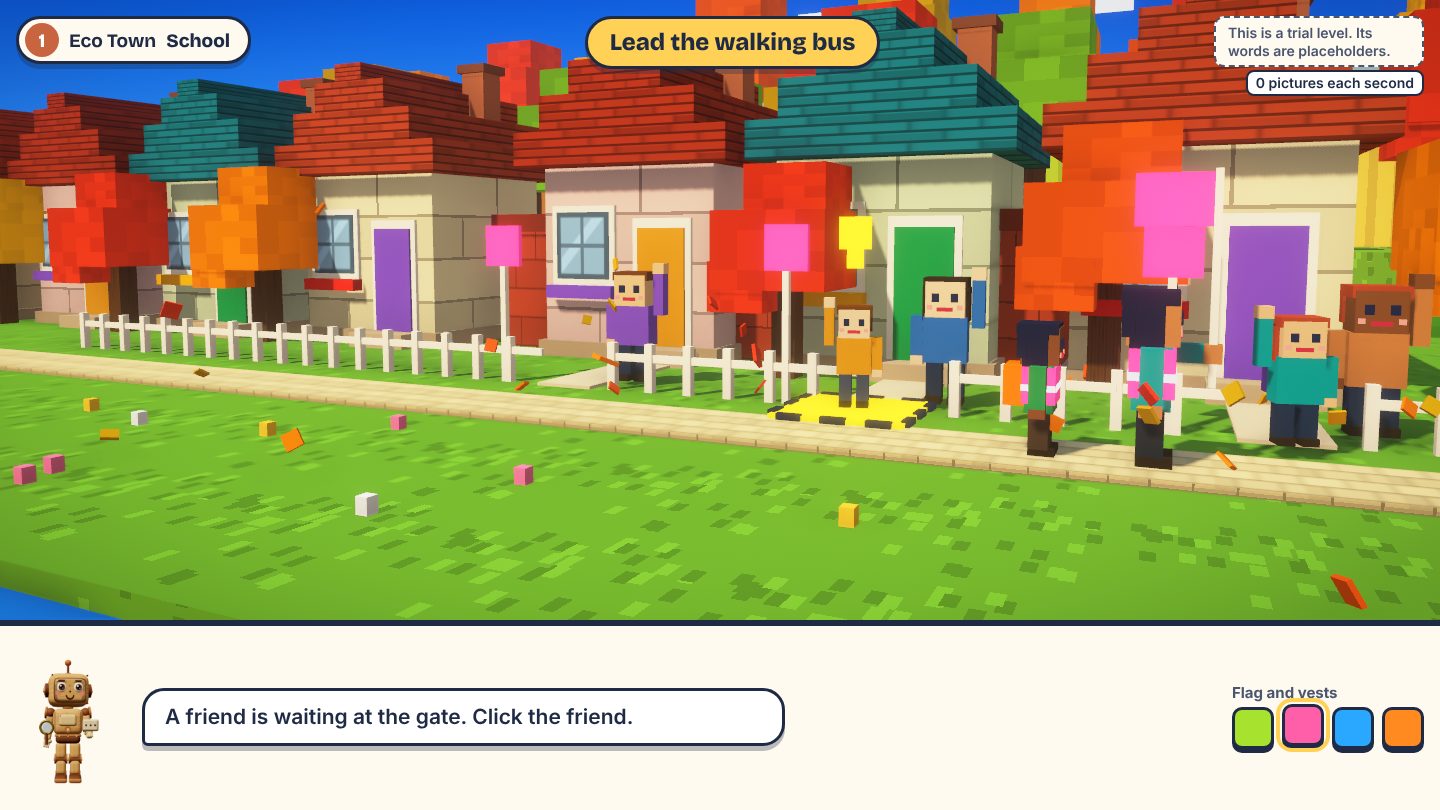 1 Eco Town School
Lead the walking bus
This is a trial level. Its
words are placeholders.
0 pictures each second
A friend is waiting at the gate. Click the friend.
Flag and vests